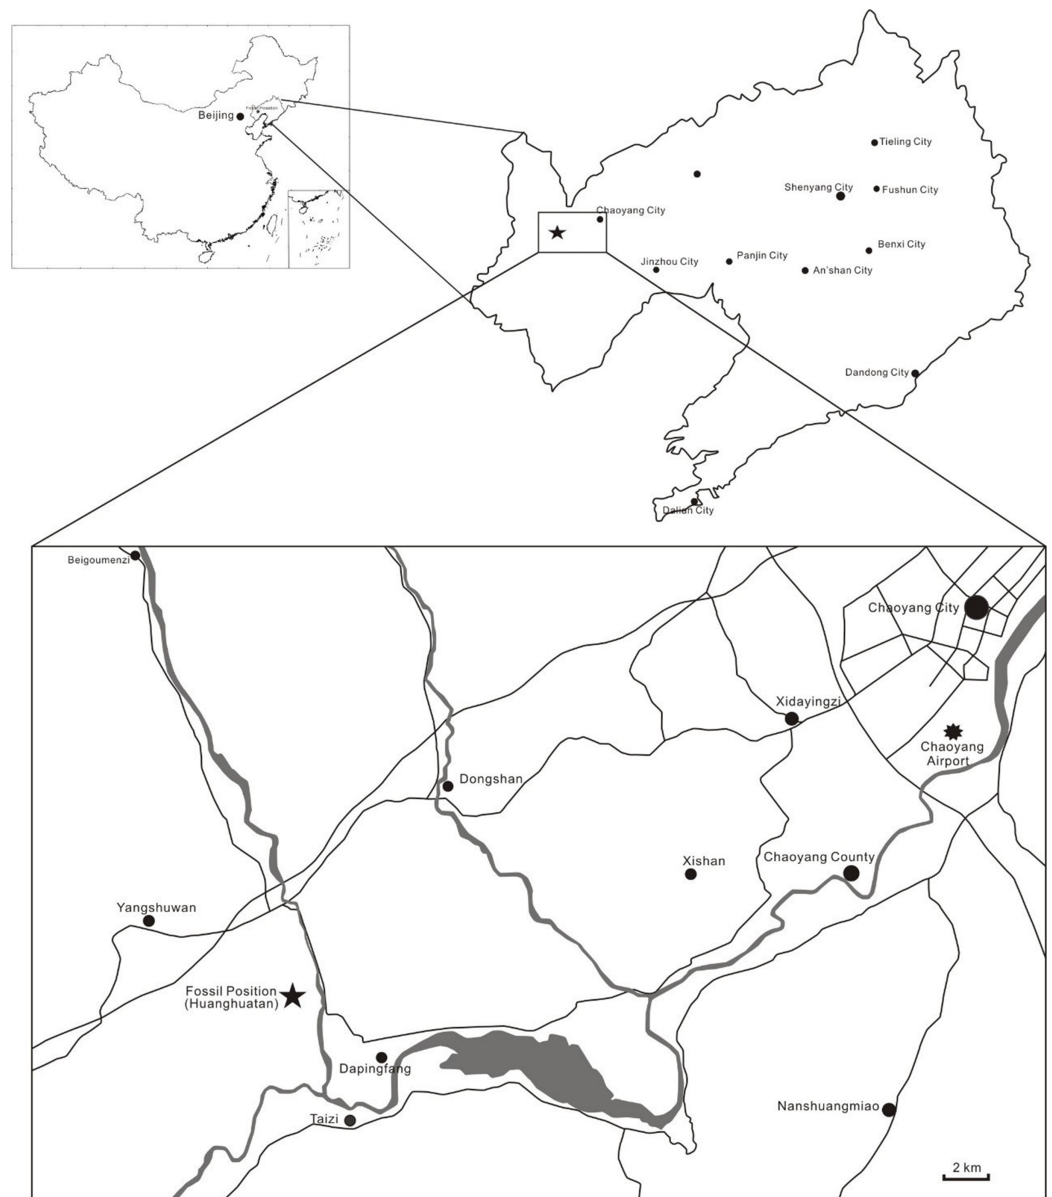 Fossil Position
Beijing
Tieling City
Shenyang City
Fushun City
Chaoyang City
Benxi City
Jinzhou City
Panjin City
An'shan City
Dandong City
Dalian City
Beigoumenzi
Chaoyang City
Xidayingzi
Chaoyang
Airport
Dongshan
Xishan
Chaoyang County
Yangshuwan
Fossil Position
(Huanghuatan)
Dapingfang
Taizi
Nanshuangmiao
2 km